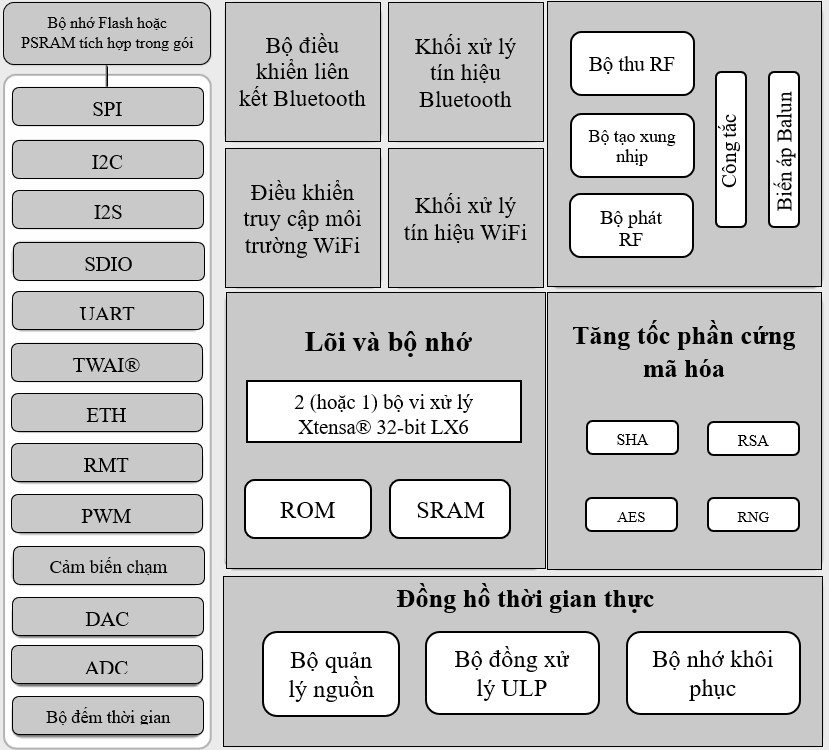 Bộ nhớ Flash hoặc
PSRAM tích hợp trong gói
SPI
I2C
I2S
SDIO
UART
TWAI®
ETH
RMT
PWM
Cảm biến chạm
DAC
ADC
Bộ đếm thời gian
Bộ điều
khiển liên
kết Bluetooth
Khối xử lý
tín hiệu
Bluetooth
Điều khiển
truy cập môi
trường WiFi
Khối xử lý
tín hiệu WiFi
Bộ thu RF
Bộ tạo xung
nhịp
Bộ phát
RF
Công tắc
Biến áp Balun
Lõi và bộ nhớ
2 (hoặc 1) bộ vi xử lý
Xtensa® 32-bit LX6
ROM
SRAM
Tăng tốc phần cứng
mã hóa
SHA
RSA
AES
RNG
Đồng hồ thời gian thực
Bộ quản
lý nguồn
Bộ đồng xử
lý ULP
Bộ nhớ khôi
phục